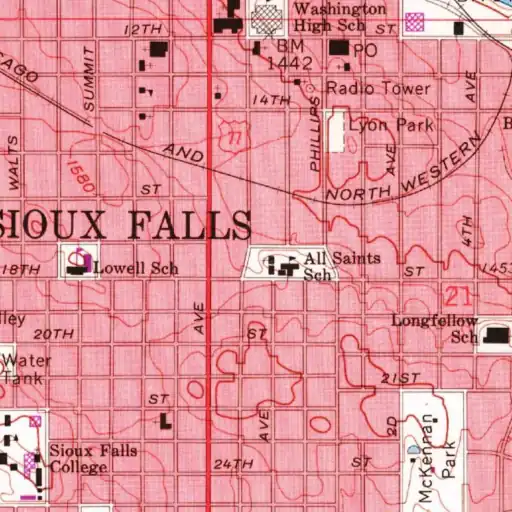 Washington
High Sch
ST
12TH
BM
1442
PO
SUMMIT
Radio Tower
AVE
14TH
PHILLIPS
Lyon Park
77
AND
AVE
WALTS
1580
NORTH WESTERN
ST
SIOUX FALLS
4TH
18TH
Lowell Sch
All Saints
Sch
ST
1453
21
AVE
Longfellow
Sch
20TH
ST
Water
Tank
21ST
ST
AVE
2D
McKENNAN
Park
Sioux Falls
College
24TH
ST